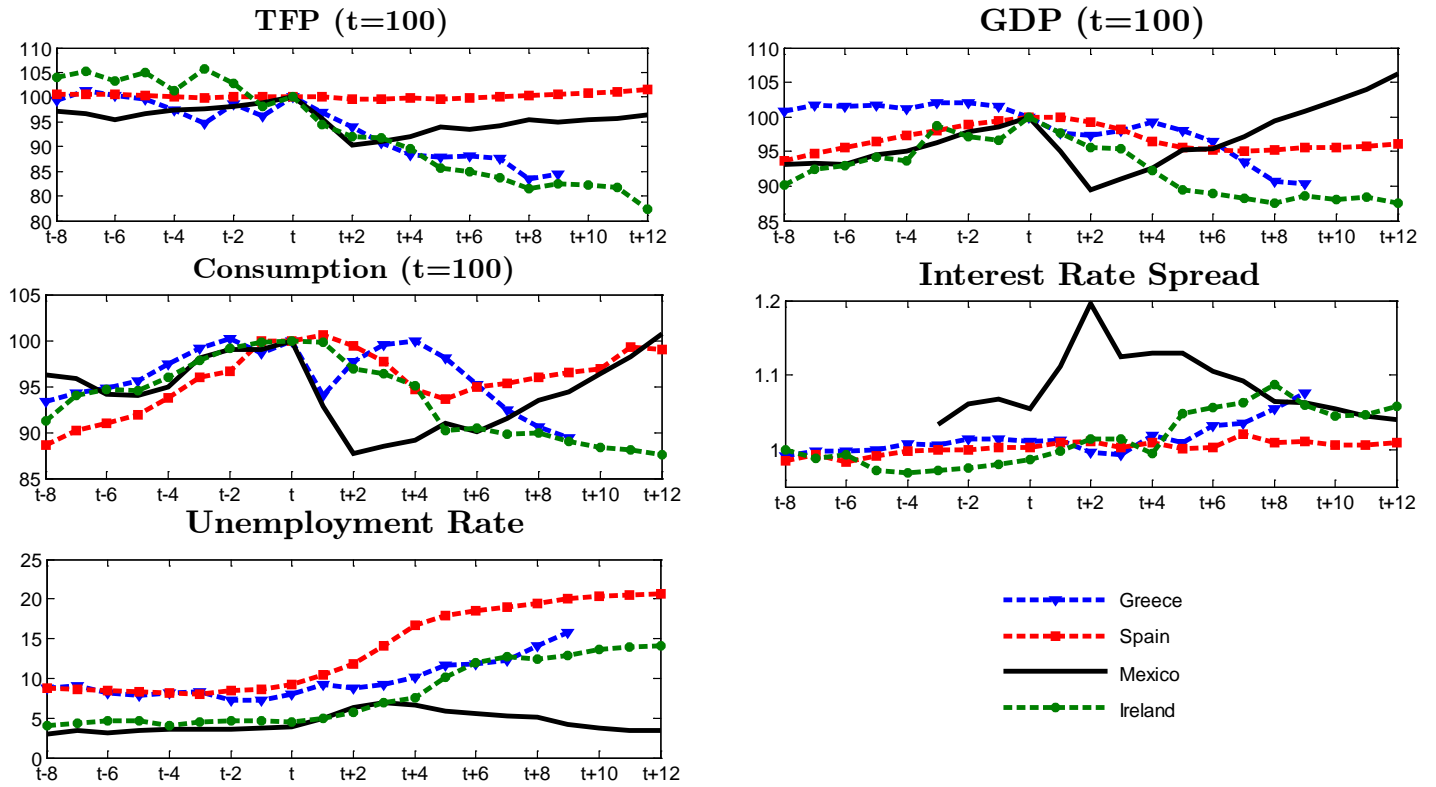 TFP (t=100)
110
105
100
95
90
85
80
80
t-8 t-6 t-4 t-2 t t+2 t+4 t+6 t+8 t+10 t+12
GDP (t=100)
110
105
100
95
90
85
t-8 t-6 t-4 t-2 t t+2 t+4 t+6 t+8 t+10 t+12
Consumption (t=100)
105
100
95
90
85
t-8 t-6 t-4 t-2 t t+2 t+4 t+6 t+8 t+10 t+12
Interest Rate Spread
1.2
1.1
1
t-8 t-6 t-4 t-2 t t+2 t+4 t+6 t+8 t+10 t+12
Unemployment Rate
25
20
15
10
5
0
t-8 t-6 t-4 t-2 t t+2 t+4 t+6 t+8 t+10 t+12
Greece
Spain
Mexico
Ireland